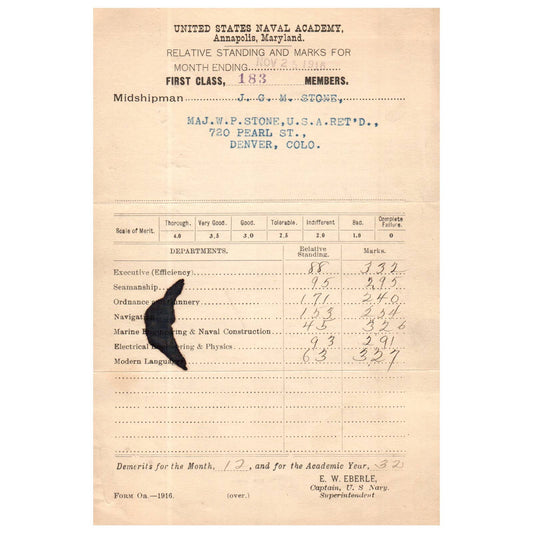 UNITED STATES NAVAL ACADEMY,
Annapolis, Maryland.
RELATIVE STANDING AND MARKS FOR
MONTH ENDING NOV 2 1918
FIRST CLASS, 183 MEMBERS.
Midshipman J. G. M. STONE,
MAJ.W.P.STONE,U.S.A.RET'D.,
720 PEARL ST.,
DENVER, COLO.
Scale of Merit. Thorough. Very Good. Good. Tolerable. Indifferent Bad. Complete Failure.
4.0 3.5 3.0 2.5 2.0 1.0 0
DEPARTMENTS. Relative Standing. Marks.
Executive (Efficiency) 88 332
Seamanship 95 295
Ordnance Gunnery 171 240
153 254
Marine & Naval Construction 45 326
Electrical & Physics 93 291
Modern 63 327
Demerits for the Month, 12, and for the Academic Year, 32
E. W. EBERLE,
Captain, U. S Navy.
Superintendent
FORM Oa.—1916. (over.)